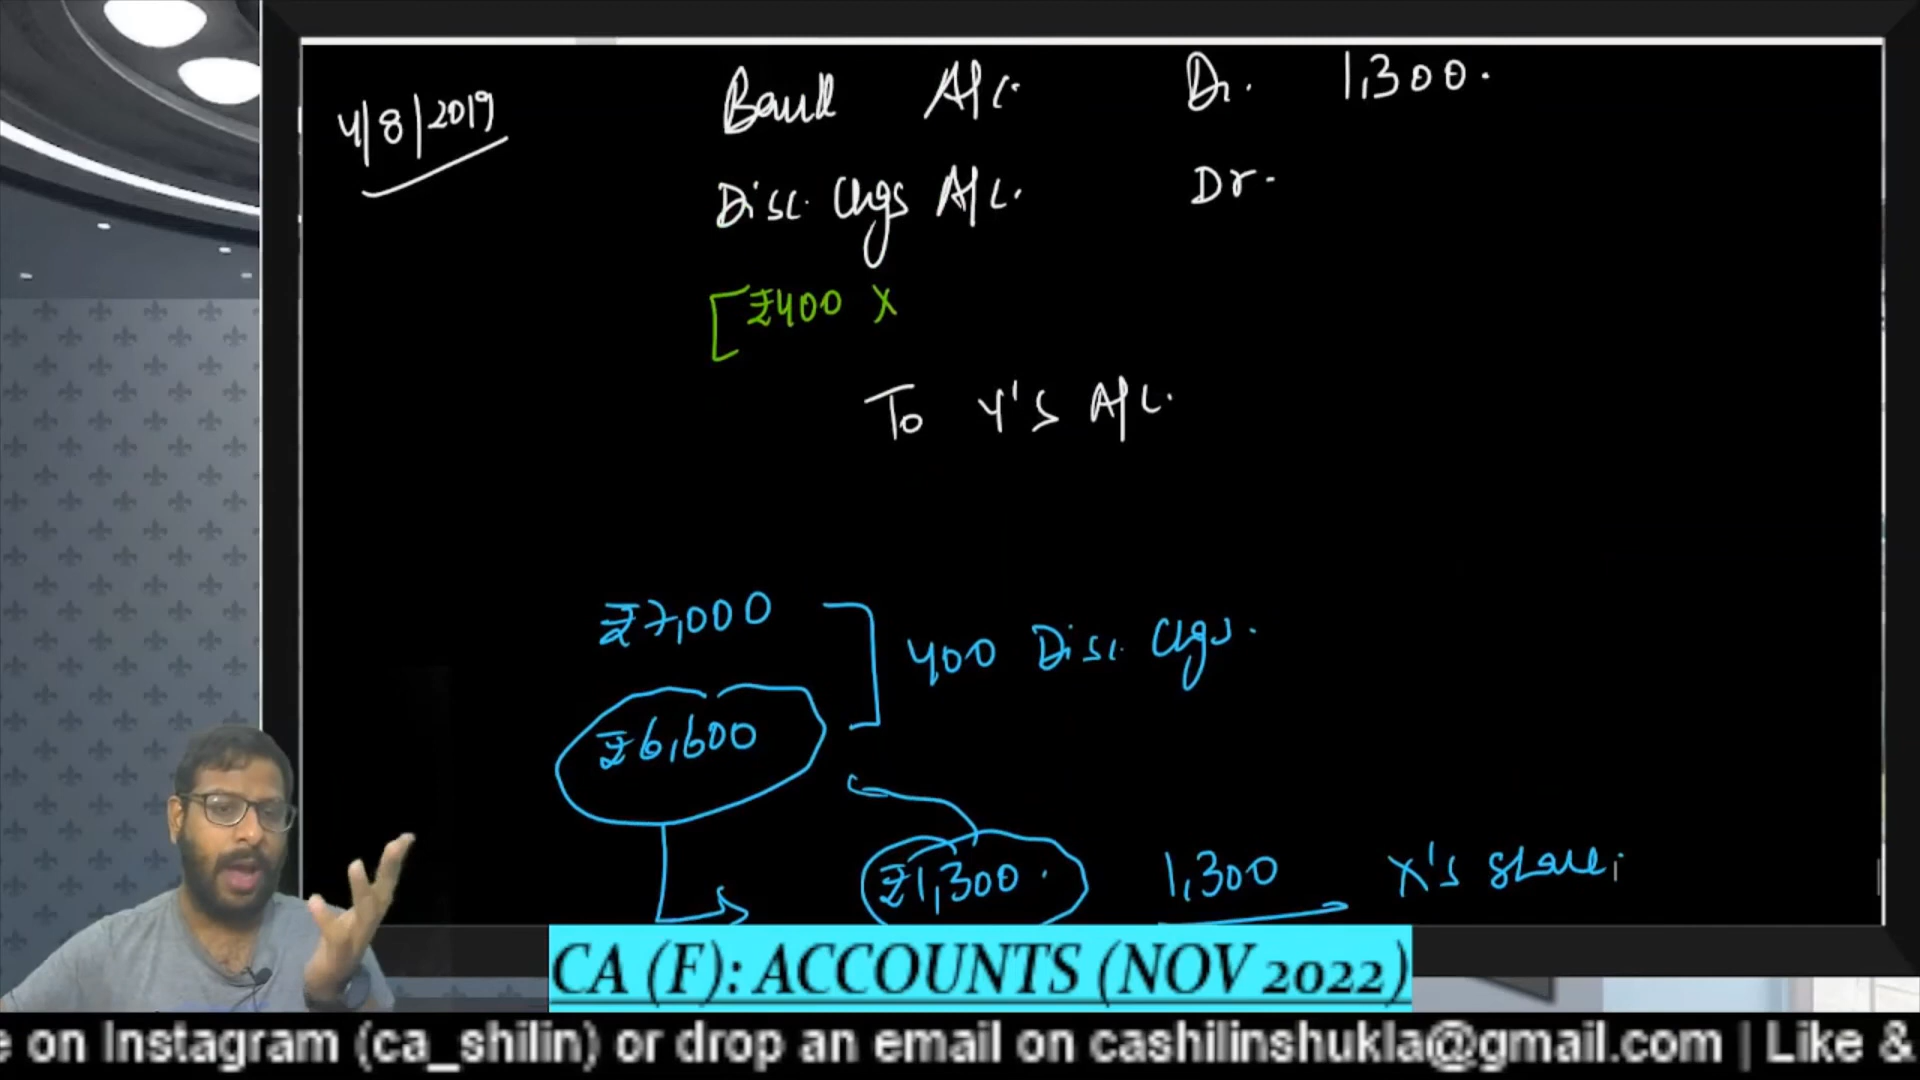 4/8/2019
Bank A/c. Dr. 1,300.
Disc. Chgs A/c. Dr.
[₹400 X
To Y's A/c.
₹7,000
400 Disc. Chgs.
₹6,600
₹1,300. 1,300 X's share
CA (F): ACCOUNTS (NOV 2022)
e on Instagram (ca_shilin) or drop an email on cashilinshukla@gmail.com | Like &